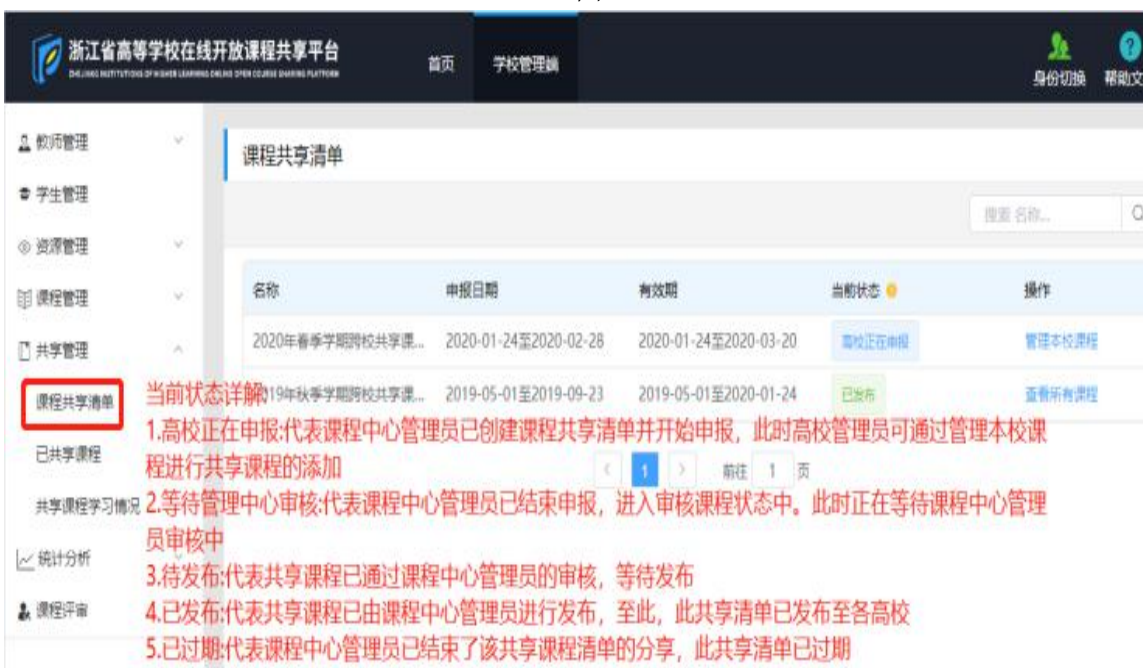 浙江省高等学校在线开放课程共享平台
ZHEJIANG INSTITUTIONS OF HIGHER LEARNING ONLINE OPEN COURSE SHARING PLATFORM
首页 学校管理端
身份切换 帮助文
教师管理
学生管理
资源管理
课程管理
共享管理
课程共享清单
已共享课程
共享课程学习情况
统计分析
课程评审
课程共享清单
搜索 名称...
名称 申报日期 有效期 当前状态 操作
2020年春季学期跨校共享课... 2020-01-24至2020-02-28 2020-01-24至2020-03-20 高校正在申报 管理本校课程
2019年秋季学期跨校共享课... 2019-05-01至2019-09-23 2019-05-01至2020-01-24 已发布 查看所有课程
1 前往 1 页
当前状态详解:
1.高校正在申报:代表课程中心管理员已创建课程共享清单并开始申报，此时高校管理员可通过管理本校课
程进行共享课程的添加
2.等待管理中心审核:代表课程中心管理员已结束申报，进入审核课程状态中。此时正在等待课程中心管理
员审核中
3.待发布:代表共享课程已通过课程中心管理员的审核，等待发布
4.已发布:代表共享课程已由课程中心管理员进行发布，至此，此共享清单已发布至各高校
5.已过期:代表课程中心管理员已结束了该共享课程清单的分享，此共享清单已过期